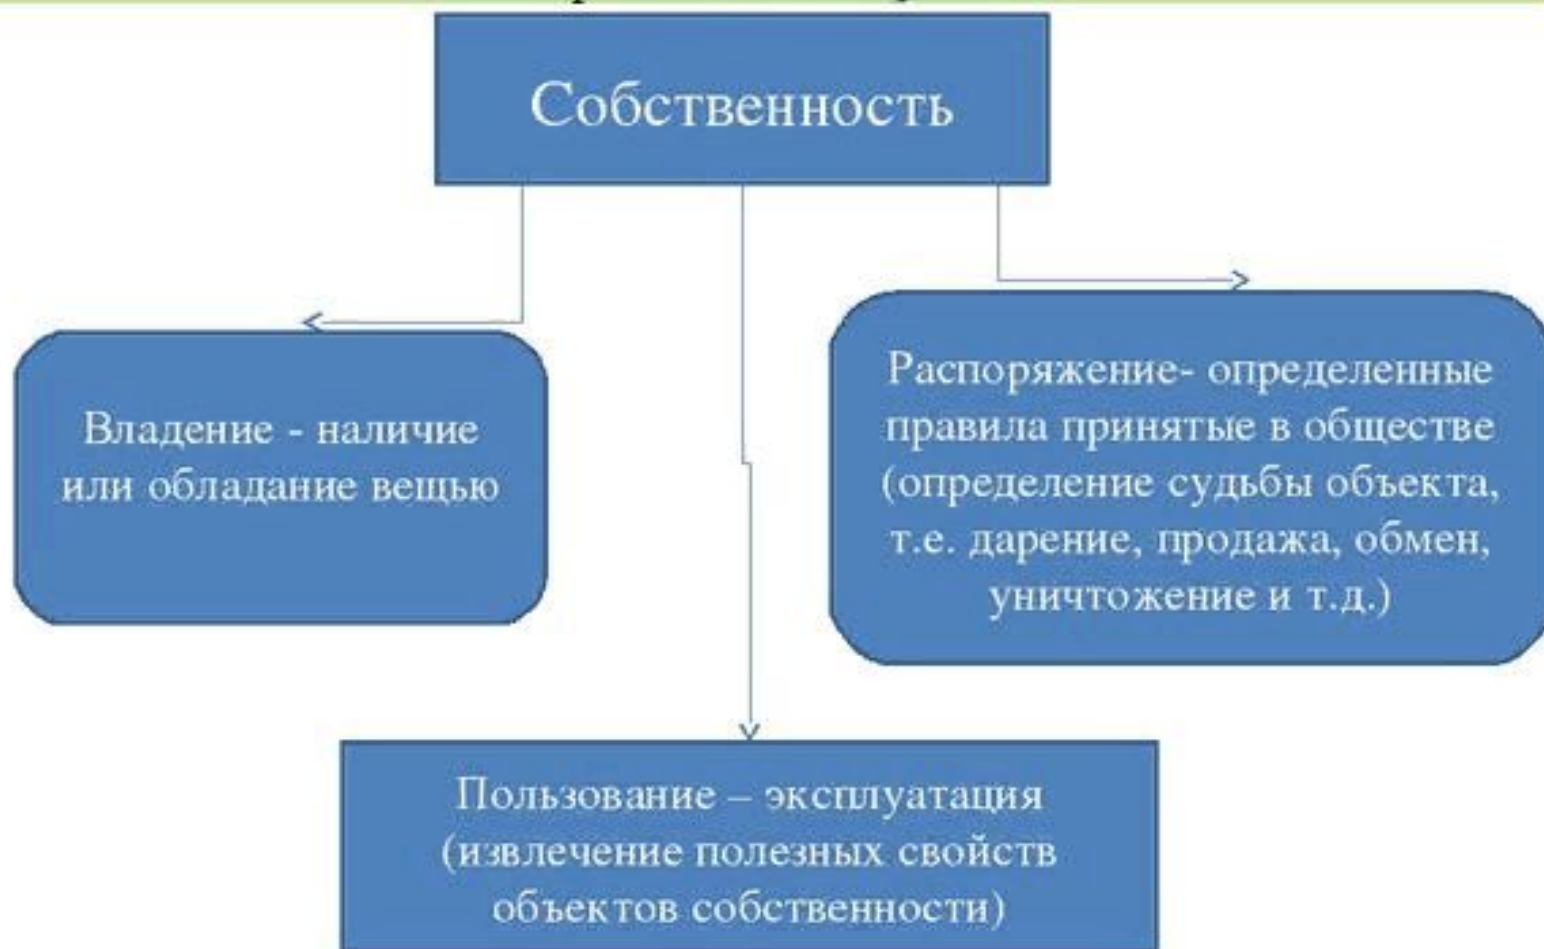 Собственность
Владение - наличие
или обладание вещью
Распоряжение- определенные
правила принятые в обществе
(определение судьбы объекта,
т.е. дарение, продажа, обмен,
уничтожение и т.д.)
Пользование – эксплуатация
(извлечение полезных свойств
объектов собственности)